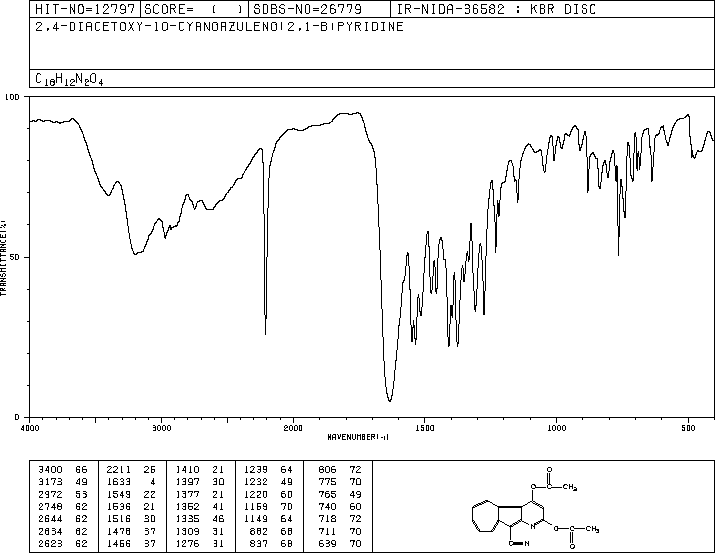 HIT-NO=12797 SCORE= ( ) SDBS-NO=26779 IR-NIDA-36582 : KBR DISC
2,4-DIACETOXY-10-CYANOAZULENO(2,1-B)PYRIDINE
C18H12N2O4
100
50
0
TRANSMITTANCE(%)
4000 3000 2000 1500 1000 500
WAVENUMBER(-1)
3400 66 2211 26 1410 21 1239 64 806 72
3173 49 1633 4 1397 30 1232 49 775 70
2972 53 1549 22 1377 21 1220 60 765 49
2748 62 1536 21 1352 41 1169 70 740 60
2644 62 1516 30 1335 46 1149 64 718 72
2634 62 1478 37 1309 31 882 68 711 70
2623 62 1456 37 1276 31 837 68 639 70
O
O—C—CH3
N
O—C—CH3
O
C≡N